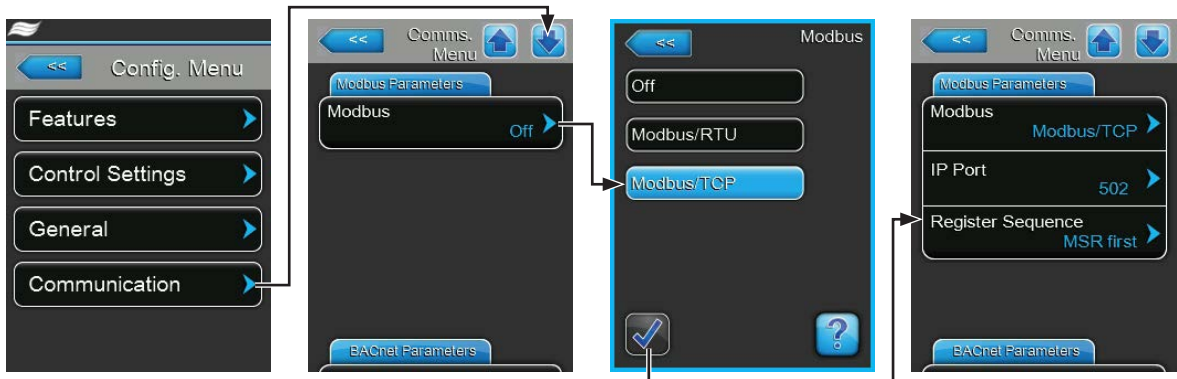 <<
Config. Menu
Features
Control Settings
General
Communication
<<
Comms.
Menu
Modbus Parameters
Modbus
Off
BACnet Parameters
<<
Modbus
Off
Modbus/RTU
Modbus/TCP
?
<<
Comms.
Menu
Modbus Parameters
Modbus
Modbus/TCP
IP Port
502
Register Sequence
MSR first
BACnet Parameters